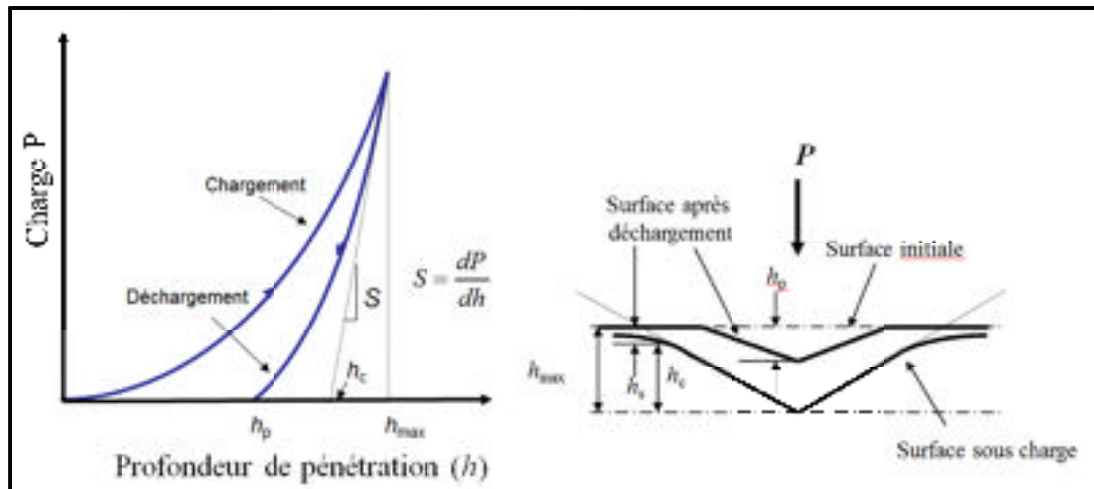 Charge P
Chargement
Déchargement
S = dP / dh
S
h_c
h_p
h_max
Profondeur de pénétration (h)
P
Surface après
déchargement
Surface initiale
h_p
h_max
h_s
h_c
Surface sous charge